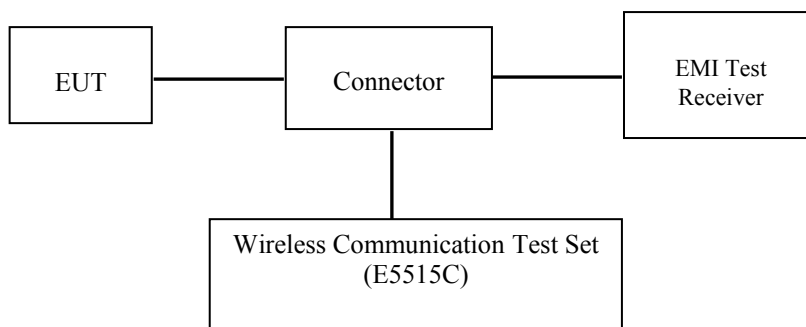 EUT
Connector
EMI Test
Receiver
Wireless Communication Test Set
(E5515C)